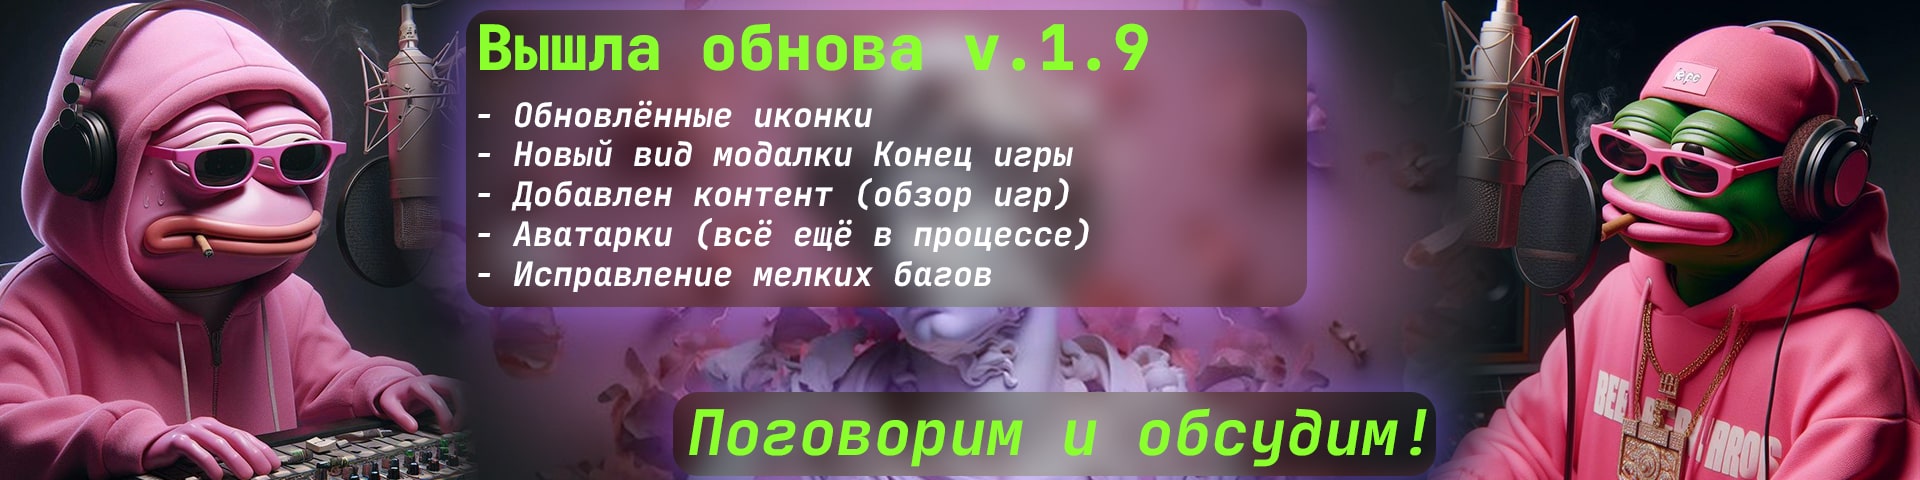 Вышла обнова v.1.9
- Обновлённые иконки
- Новый вид модалки Конец игры
- Добавлен контент (обзор игр)
- Аватарки (всё ещё в процессе)
- Исправление мелких багов
Поговорим и обсудим!